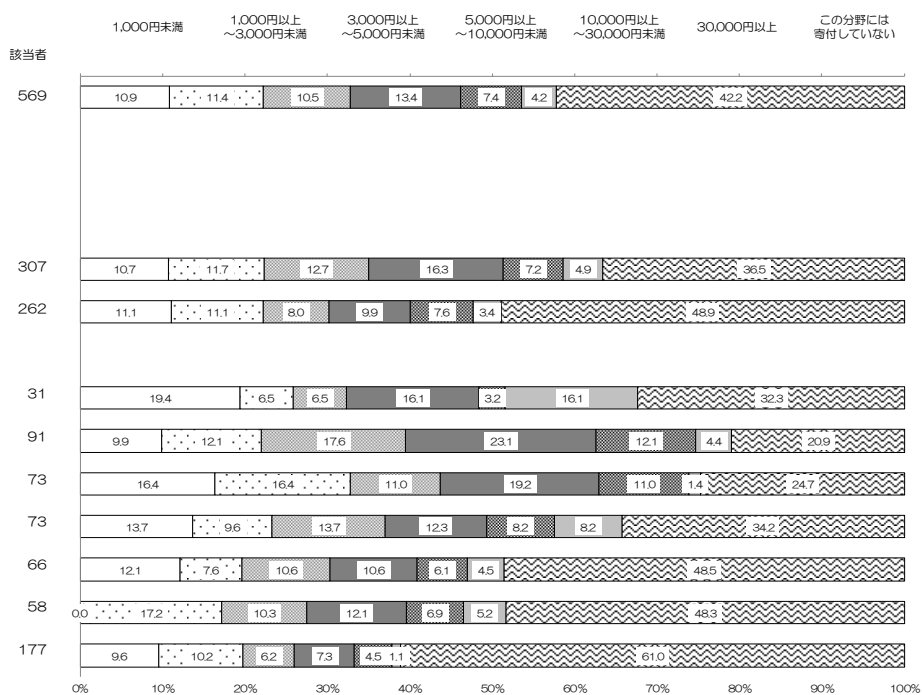 1,000円未満
1,000円以上
～3,000円未満
3,000円以上
～5,000円未満
5,000円以上
～10,000円未満
10,000円以上
～30,000円未満
30,000円以上
この分野には
寄付していない
該当者
569 10.9 11.4 10.5 13.4 7.4 4.2 42.2
307 10.7 11.7 12.7 16.3 7.2 4.9 36.5
262 11.1 11.1 8.0 9.9 7.6 3.4 48.9
31 19.4 6.5 6.5 16.1 3.2 16.1 32.3
91 9.9 12.1 17.6 23.1 12.1 4.4 20.9
73 16.4 16.4 11.0 19.2 11.0 1.4 24.7
73 13.7 9.6 13.7 12.3 8.2 8.2 34.2
66 12.1 7.6 10.6 10.6 6.1 4.5 48.5
58 0.0 17.2 10.3 12.1 6.9 5.2 48.3
177 9.6 10.2 6.2 7.3 4.5 1.1 61.0
0% 10% 20% 30% 40% 50% 60% 70% 80% 90% 100%